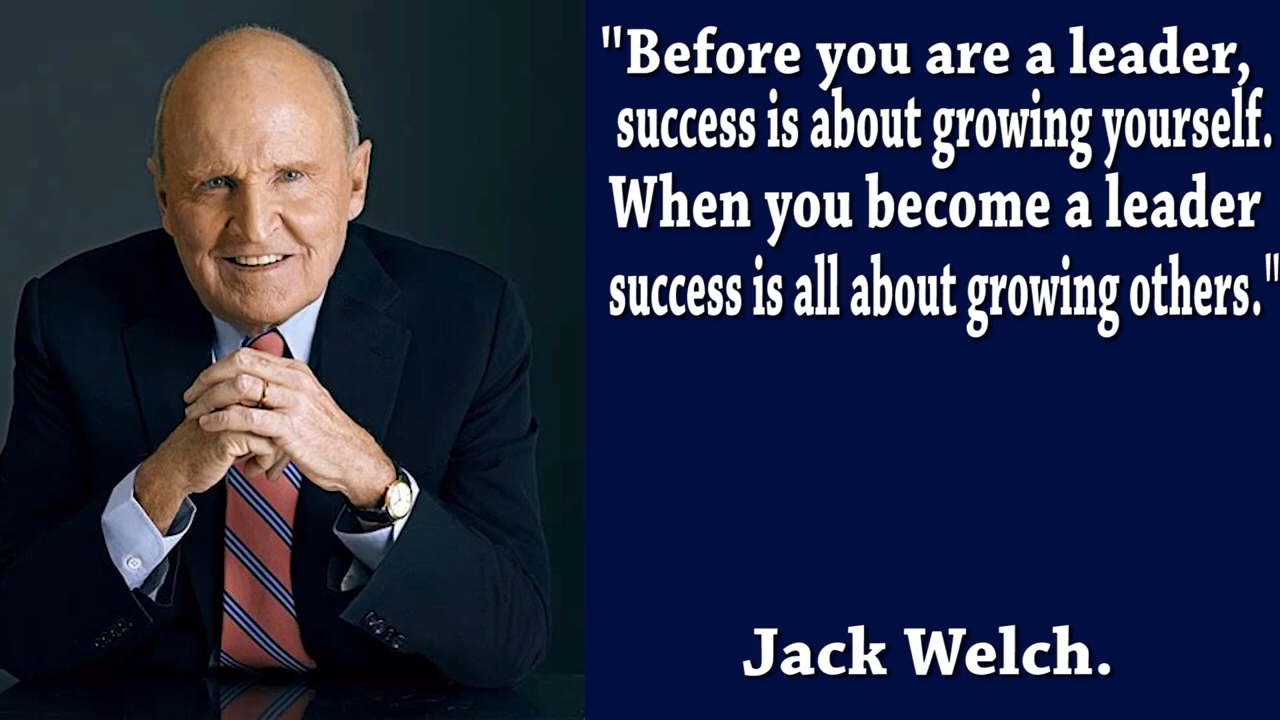 "Before you are a leader,
success is about growing yourself.
When you become a leader
success is all about growing others."
Jack Welch.